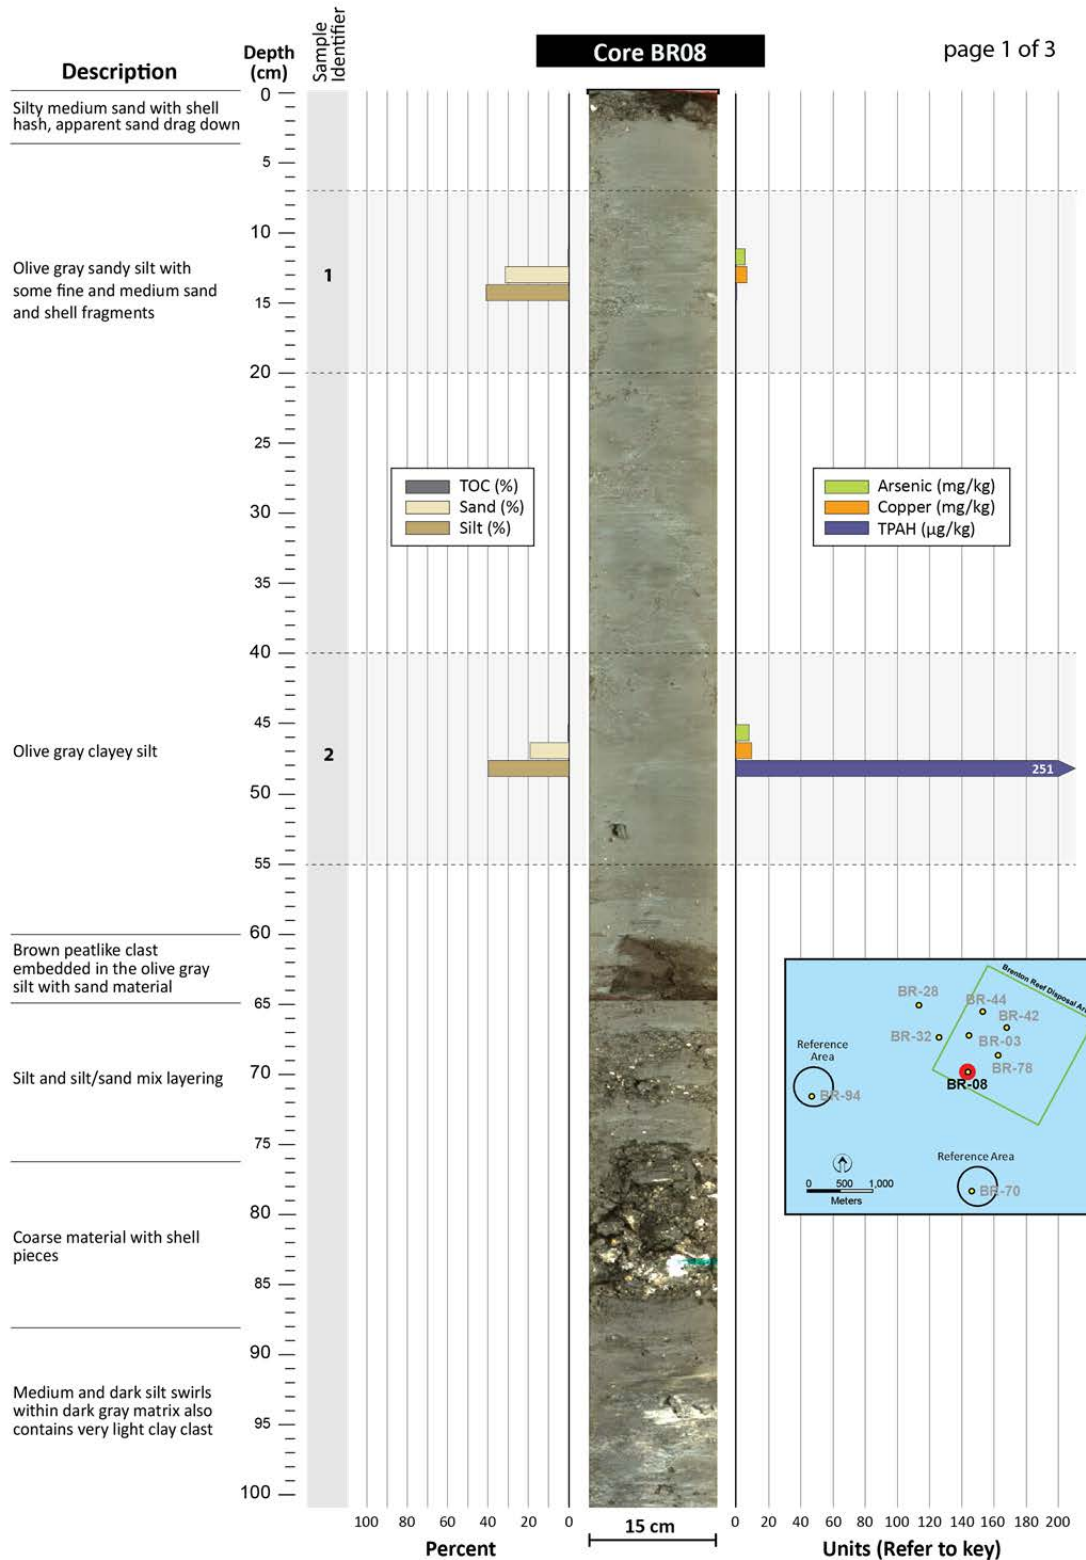 Core BR08
page 1 of 3
Description
Depth
(cm)
Sample
Identifier
Silty medium sand with shell
hash, apparent sand drag down
Olive gray sandy silt with
some fine and medium sand
and shell fragments
Olive gray clayey silt
Brown peatlike clast
embedded in the olive gray
silt with sand material
Silt and silt/sand mix layering
Coarse material with shell
pieces
Medium and dark silt swirls
within dark gray matrix also
contains very light clay clast
0
5
10
15
20
25
30
35
40
45
50
55
60
65
70
75
80
85
90
95
100
1
2
TOC (%)
Sand (%)
Silt (%)
Arsenic (mg/kg)
Copper (mg/kg)
TPAH (µg/kg)
251
Brenton Reef Disposal Area
BR-28
BR-44
BR-42
BR-32
BR-03
BR-78
BR-08
Reference
Area
BR-94
Reference Area
BR-70
0 500 1,000
Meters
100 80 60 40 20 0
Percent
15 cm
0 20 40 60 80 100 120 140 160 180 200
Units (Refer to key)